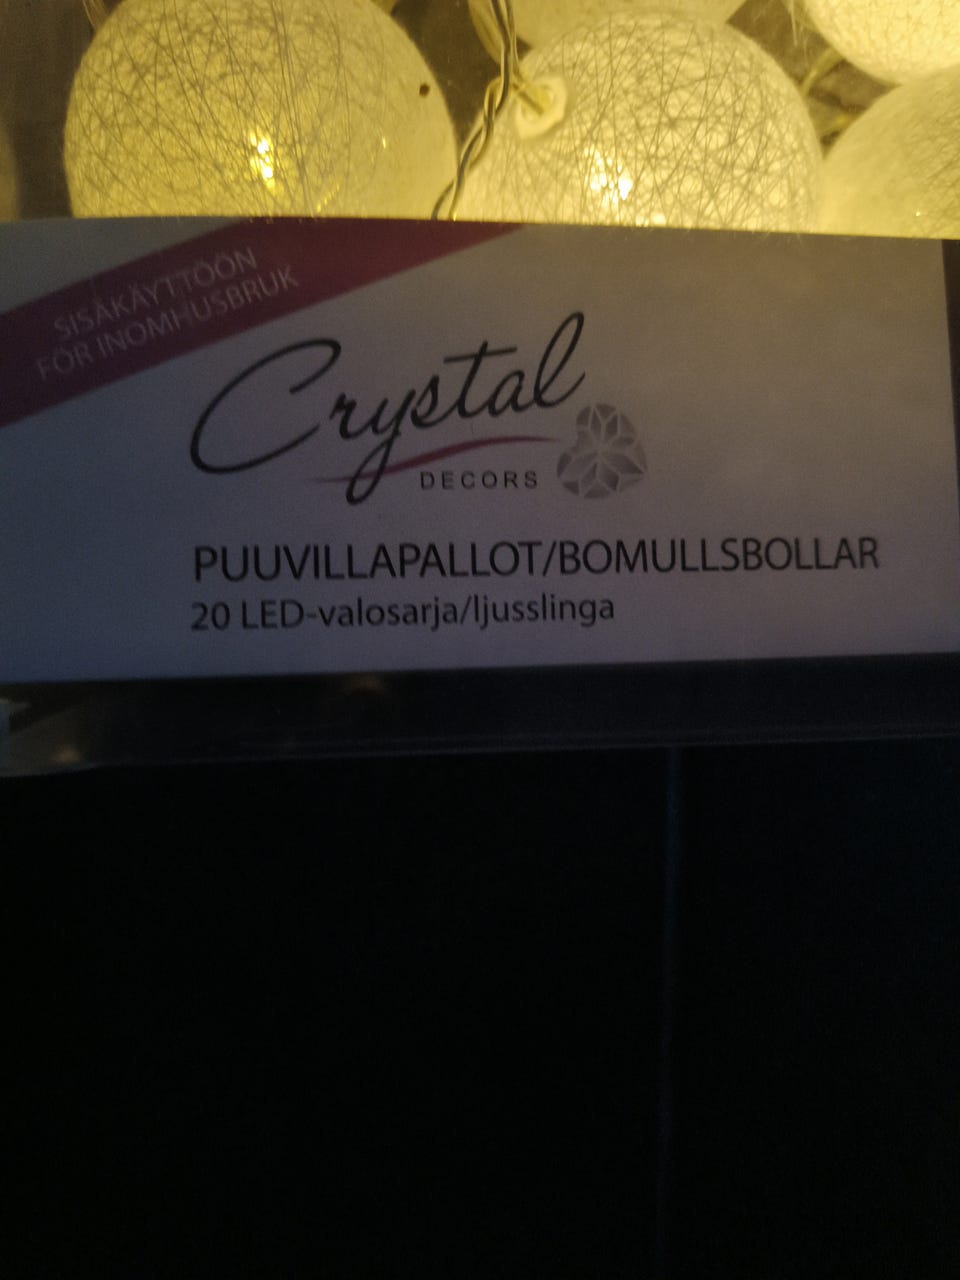 SISÄKÄYTTÖÖN
FÖR INOMHUSBRUK
Crystal
DECORS
PUUVILLAPALLOT/BOMULLSBOLLAR
20 LED-valosarja/ljusslinga